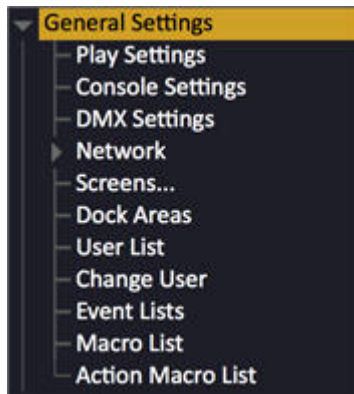 General Settings
Play Settings
Console Settings
DMX Settings
Network
Screens...
Dock Areas
User List
Change User
Event Lists
Macro List
Action Macro List